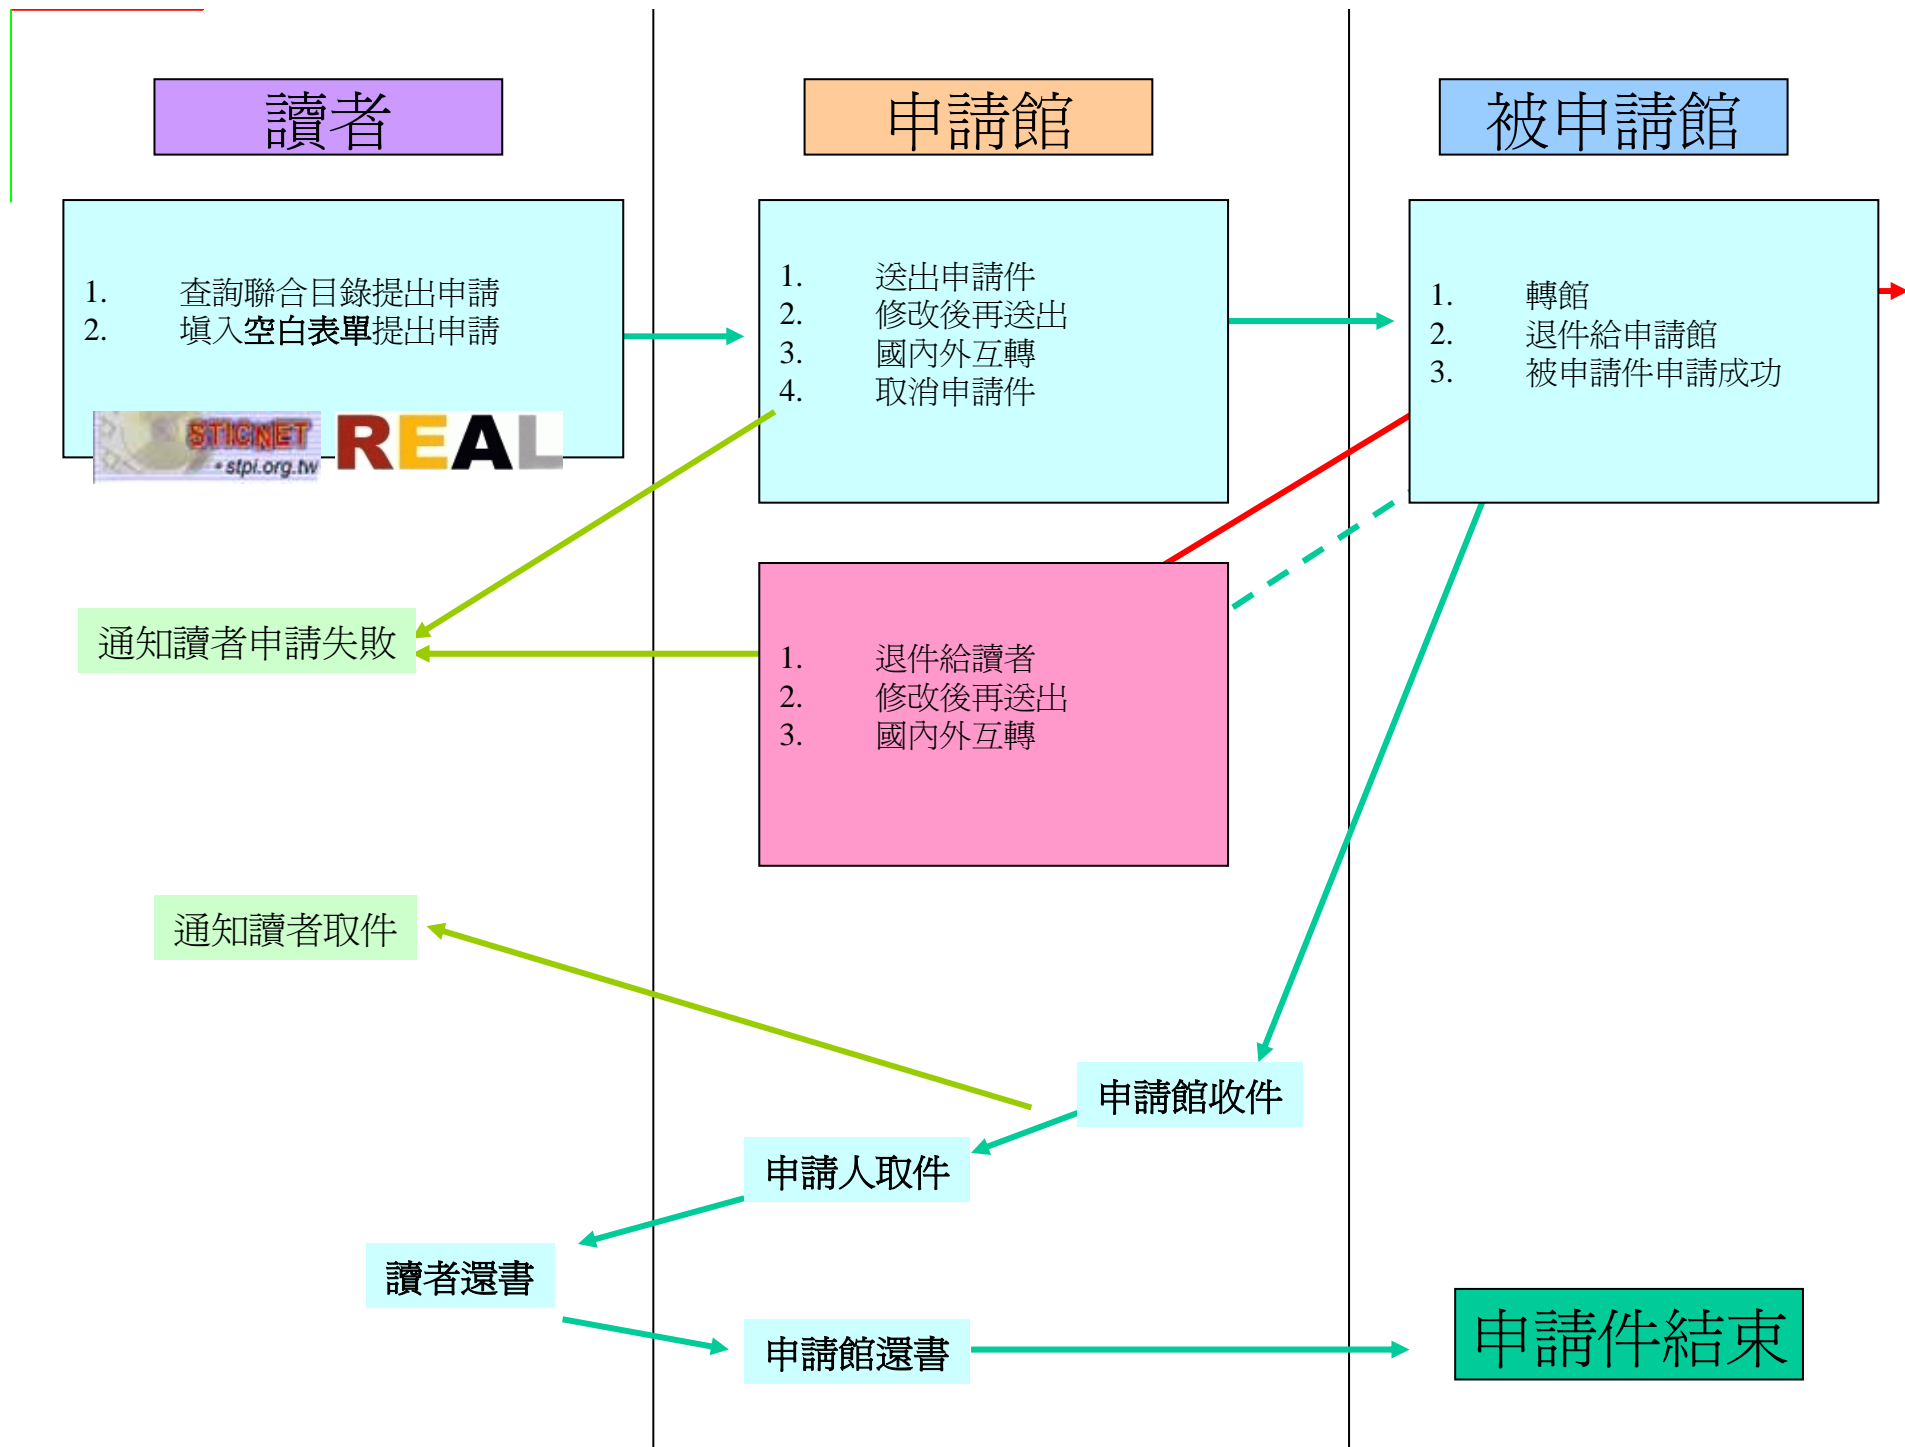 讀者
申請館
被申請館
1. 查詢聯合目錄提出申請
2. 填入空白表單提出申請
STICNET
• stpi.org.tw
REAL
1. 送出申請件
2. 修改後再送出
3. 國內外互轉
4. 取消申請件
1. 轉館
2. 退件給申請館
3. 被申請件申請成功
通知讀者申請失敗
1. 退件給讀者
2. 修改後再送出
3. 國內外互轉
通知讀者取件
申請館收件
申請人取件
讀者還書
申請館還書
申請件結束